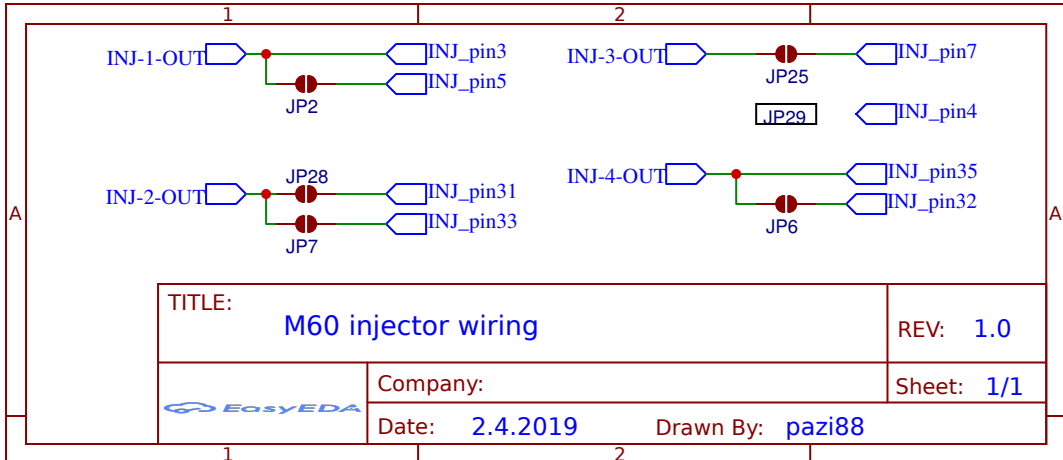 1 2
INJ-1-OUT INJ_pin3
INJ_pin5
JP2
INJ-3-OUT INJ_pin7
JP25
JP29 INJ_pin4
JP28
INJ-2-OUT INJ_pin31
INJ_pin33
JP7
INJ-4-OUT INJ_pin35
INJ_pin32
JP6
A A
TITLE:
M60 injector wiring
REV: 1.0
EasyEDA
Company:
Sheet: 1/1
Date: 2.4.2019 Drawn By: pazi88
1 2